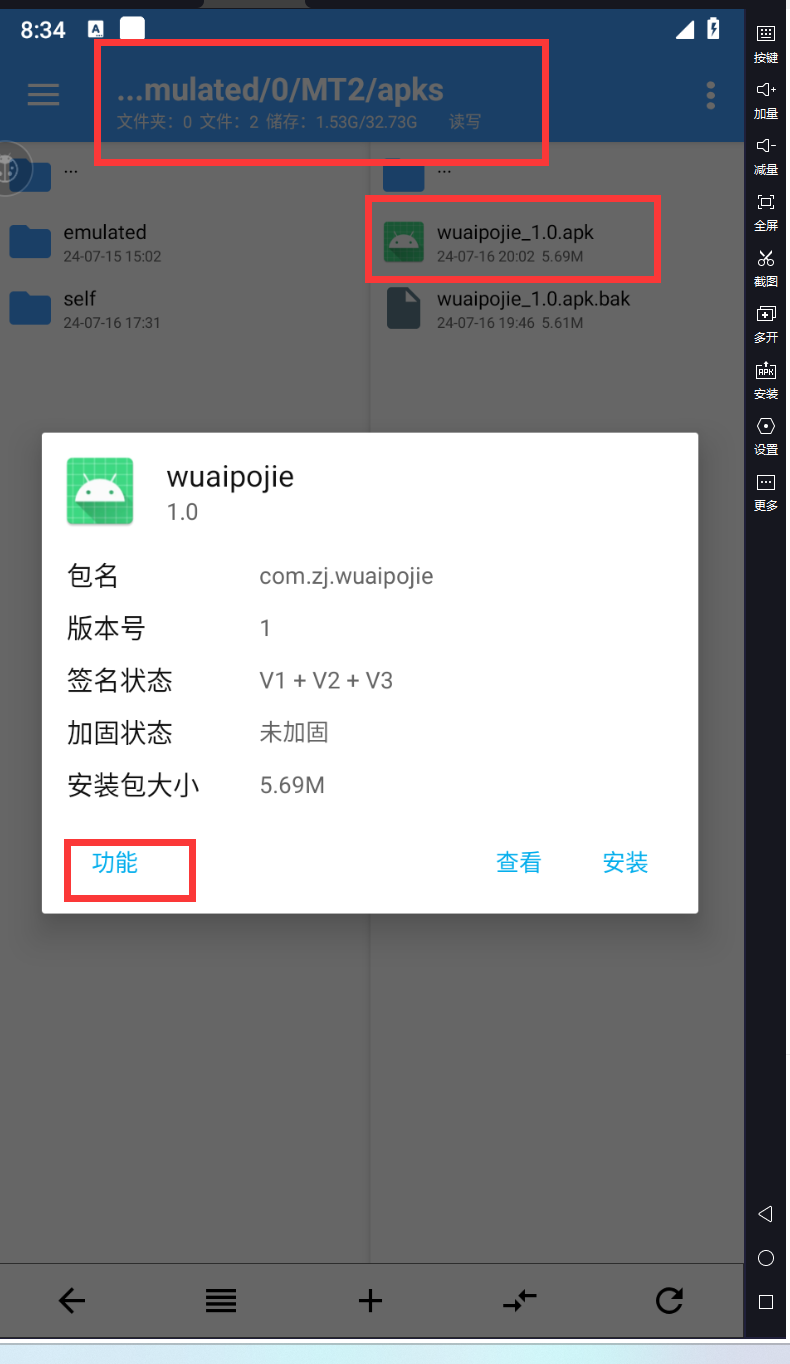 8:34
A
...mulated/0/MT2/apks
文件夹：0 文件：2 储存：1.53G/32.73G 读写
...
emulated
24-07-15 15:02
self
24-07-16 17:31
...
wuaipojie_1.0.apk
24-07-16 20:02 5.69M
wuaipojie_1.0.apk.bak
24-07-16 19:46 5.61M
wuaipojie
1.0
包名 com.zj.wuaipojie
版本号 1
签名状态 V1 + V2 + V3
加固状态 未加固
安装包大小 5.69M
功能 查看 安装
按键
加量
减量
全屏
截图
多开
APK
安装
设置
更多